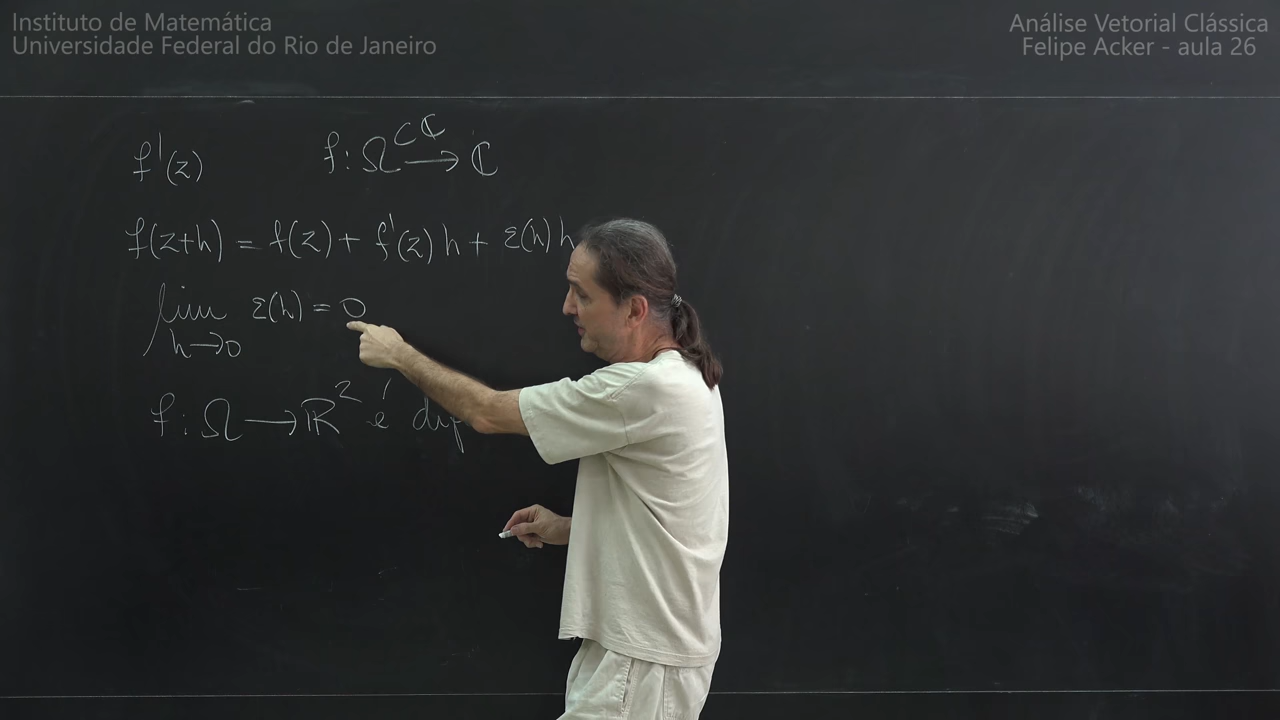 Instituto de Matemática
Universidade Federal do Rio de Janeiro
Análise Vetorial Clássica
Felipe Acker - aula 26
f'(z) f: Ω ⊂ ℂ → ℂ
f(z+h) = f(z) + f'(z)h + ε(h)h
lim ε(h) = 0
h→0
f: Ω → ℝ² é dif